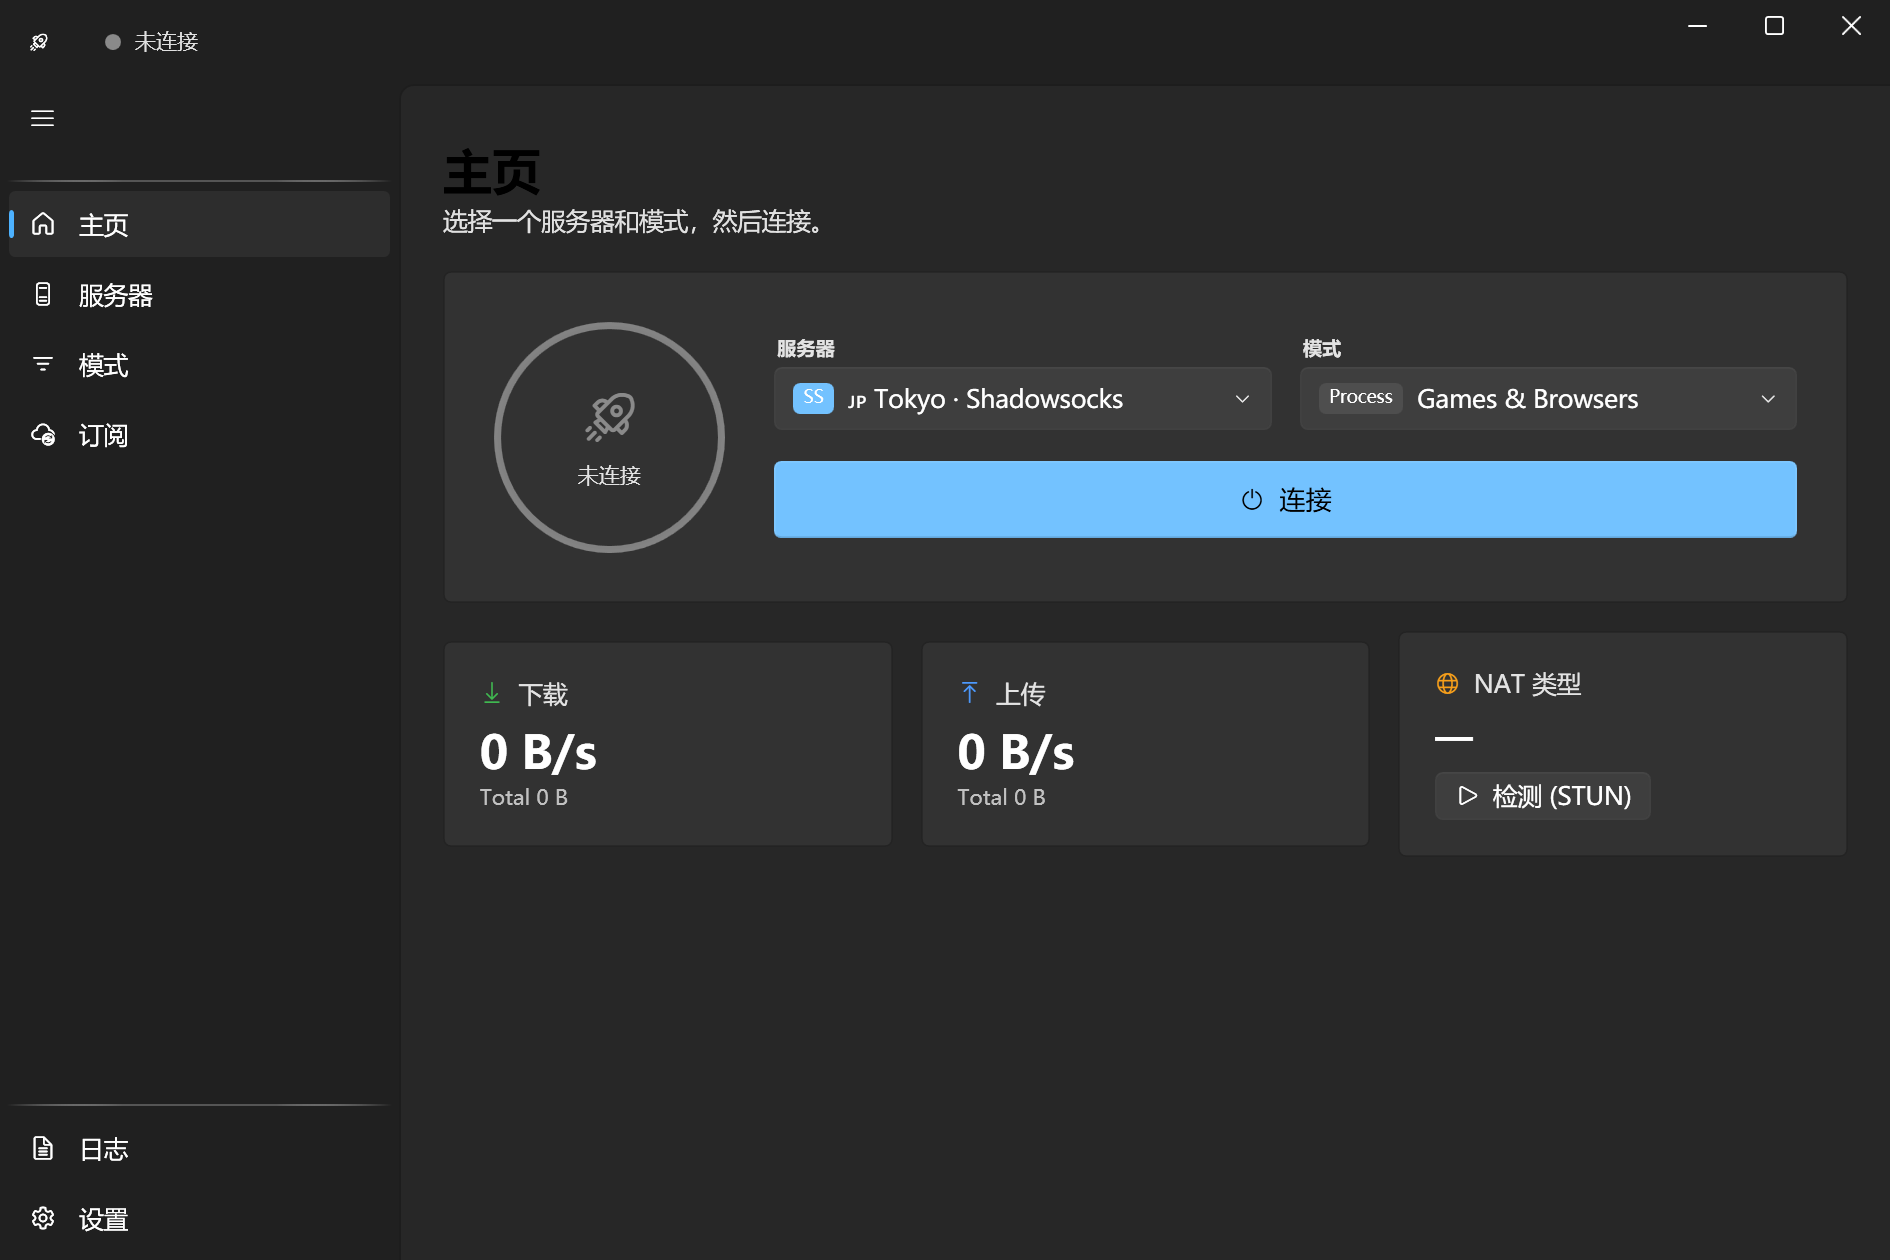 未连接
主页
服务器
模式
订阅
日志
设置
主页
选择一个服务器和模式，然后连接。
未连接
服务器
SS JP Tokyo · Shadowsocks
模式
Process Games & Browsers
连接
下载
0 B/s
Total 0 B
上传
0 B/s
Total 0 B
NAT 类型
—
检测 (STUN)